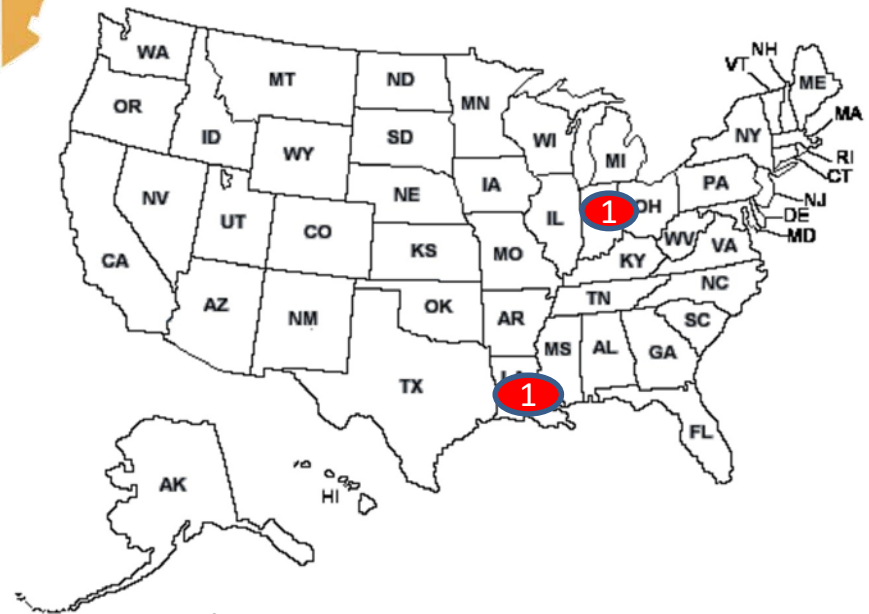 WA
MT
ND
MN
VT
NH
ME
OR
ID
WY
SD
WI
MI
NY
MA
RI
CT
NV
UT
CO
NE
IA
IL
1
OH
PA
NJ
DE
MD
CA
KS
MO
KY
WV
VA
AZ
NM
OK
AR
TN
NC
SC
TX
MS
AL
GA
1
FL
AK
HI